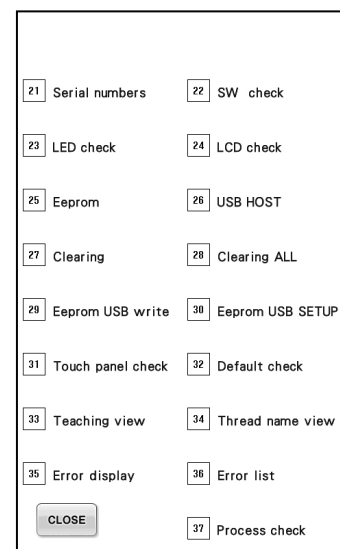 21 Serial numbers 22 SW check
23 LED check 24 LCD check
25 Eeprom 26 USB HOST
27 Clearing 28 Clearing ALL
29 Eeprom USB write 30 Eeprom USB SETUP
31 Touch panel check 32 Default check
33 Teaching view 34 Thread name view
35 Error display 36 Error list
CLOSE
37 Process check